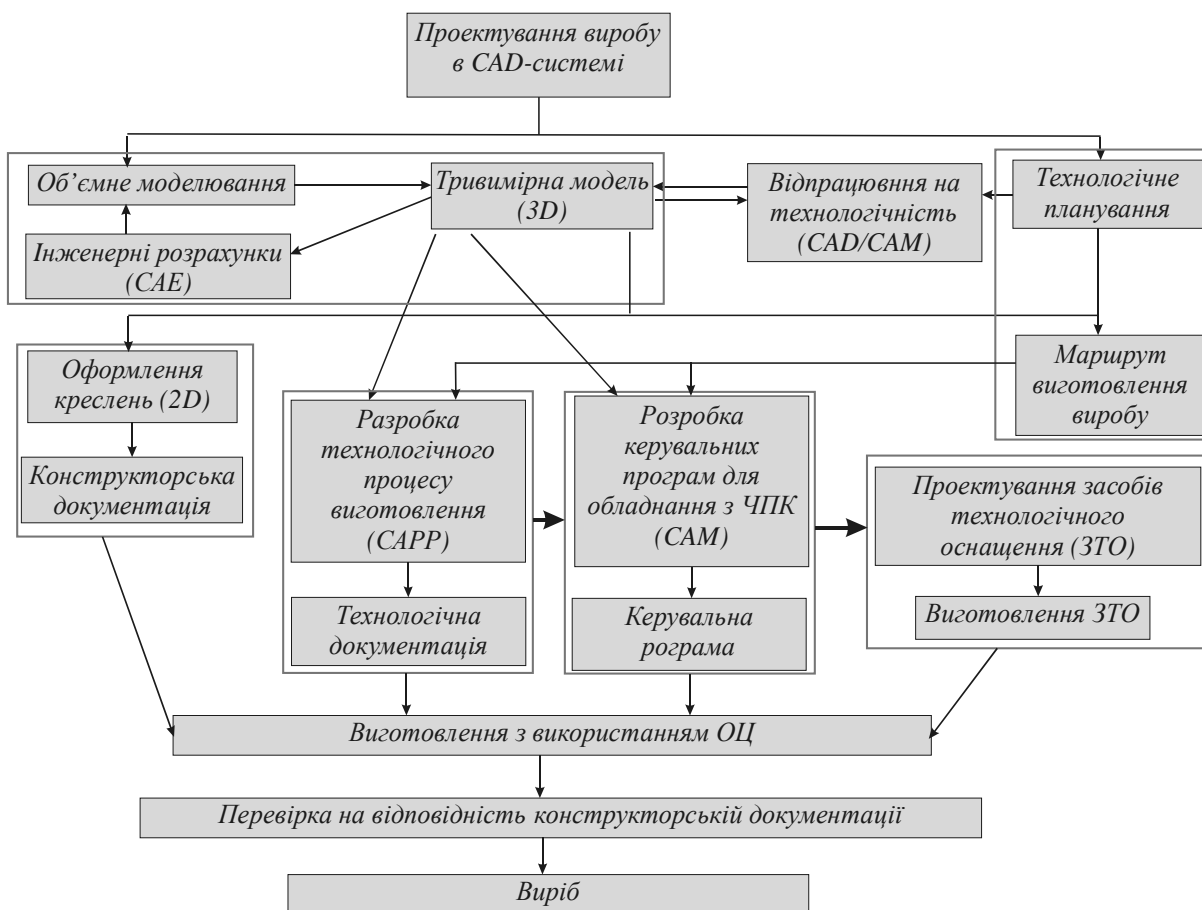 Проектування виробу
в CAD-системі
Об’ємне моделювання
Тривимірна модель
(3D)
Відпрацювння на
технологічність
(CAD/CAM)
Технологічне
планування
Інженерні розрахунки
(CAE)
Оформлення
креслень (2D)
Маршрут
виготовлення
виробу
Конструкторська
документація
Разробка
технологічного
процесу
виготовлення
(CAPP)
Розробка
керувальних
програм для
обладнання з ЧПК
(CAM)
Проектування засобів
технологічного
оснащення (ЗТО)
Технологічна
документація
Керувальна
рограма
Виготовлення ЗТО
Виготовлення з використанням ОЦ
Перевірка на відповідність конструкторській документації
Виріб